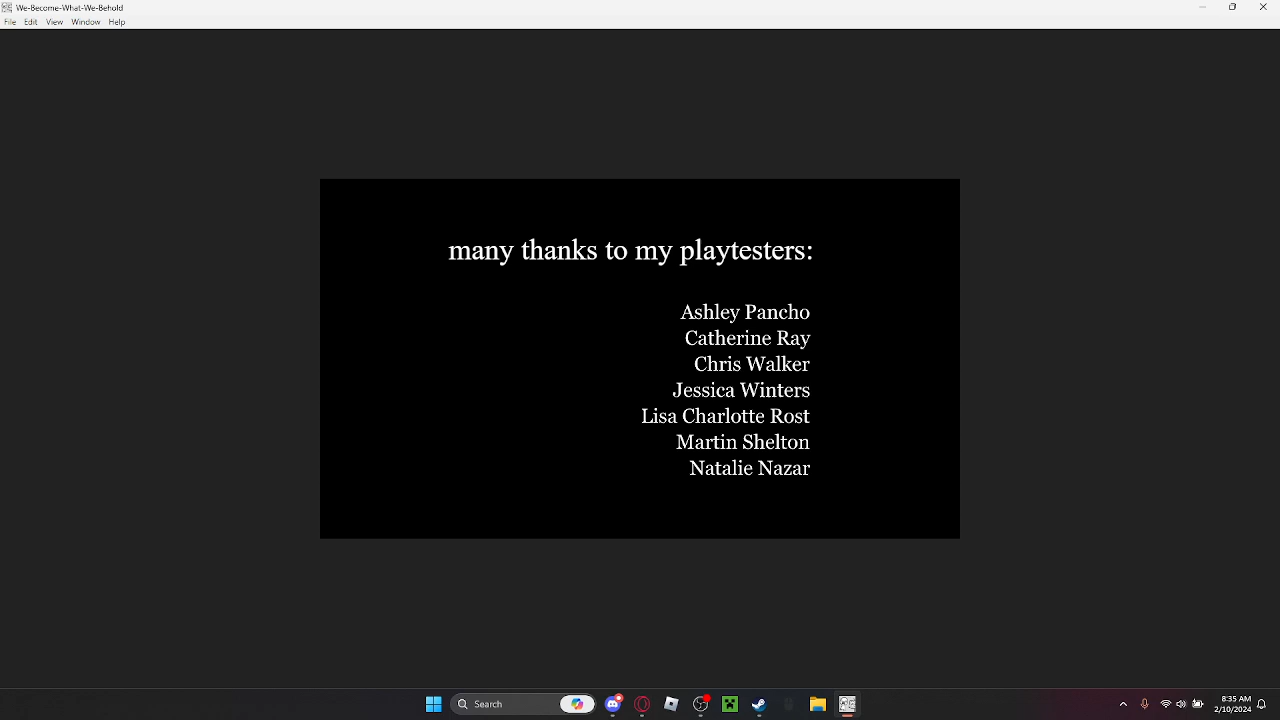 We-Become-What-We-Behold
File Edit View Window Help
many thanks to my playtesters:
Ashley Pancho
Catherine Ray
Chris Walker
Jessica Winters
Lisa Charlotte Rost
Martin Shelton
Natalie Nazar
Search
8:35 AM
2/10/2024